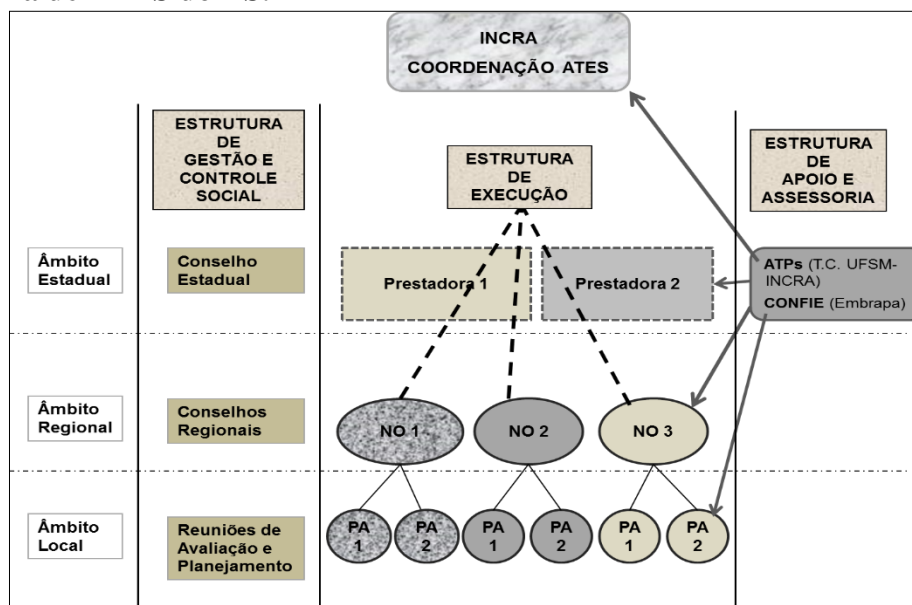 INCRA
COORDENAÇÃO ATES
ESTRUTURA
DE
GESTÃO E
CONTROLE
SOCIAL
ESTRUTURA
DE
EXECUÇÃO
ESTRUTURA
DE
APOIO E
ASSESSORIA
Âmbito
Estadual
Conselho
Estadual
Prestadora 1
Prestadora 2
ATPs (T.C. UFSM-
INCRA)
CONFIE (Embrapa)
Âmbito
Regional
Conselhos
Regionais
NO 1
NO 2
NO 3
Âmbito
Local
Reuniões de
Avaliação e
Planejamento
PA
1
PA
2
PA
1
PA
2
PA
1
PA
2